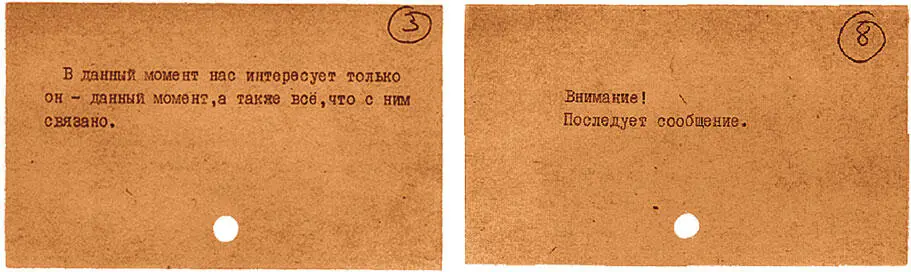 3
В данный момент нас интересует только
он - данный момент,а также всё,что с ним
связано.
8
Внимание!
Последует сообщение.